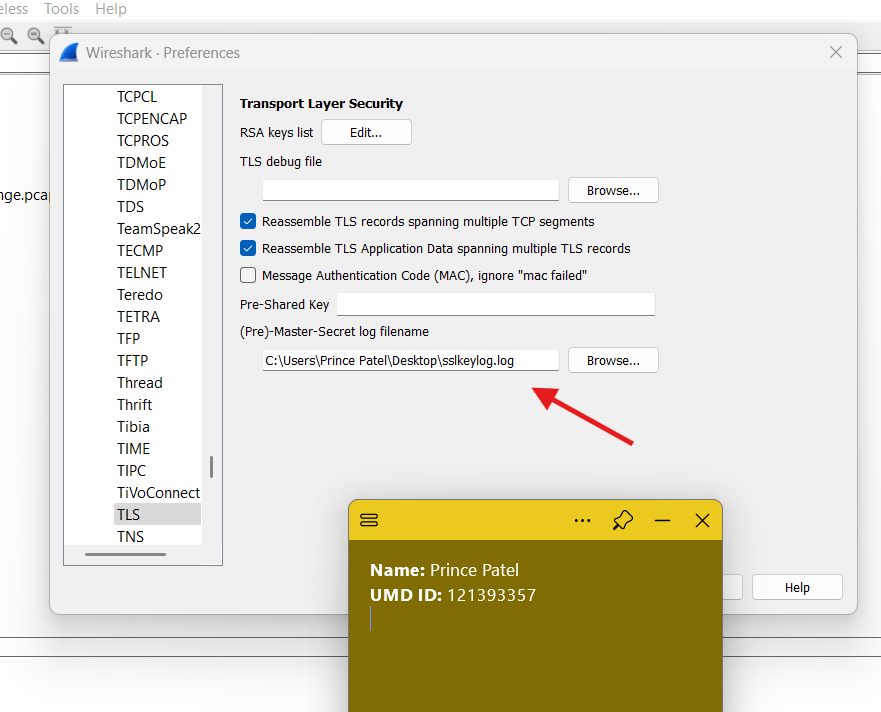 eless Tools Help
Wireshark · Preferences
nge.pcap
TCPCL
TCPENCAP
TCPROS
TDMoE
TDMoP
TDS
TeamSpeak2
TECMP
TELNET
Teredo
TETRA
TFP
TFTP
Thread
Thrift
Tibia
TIME
TIPC
TiVoConnect
TLS
TNS
Transport Layer Security
RSA keys list Edit...
TLS debug file
Browse...
Reassemble TLS records spanning multiple TCP segments
Reassemble TLS Application Data spanning multiple TLS records
Message Authentication Code (MAC), ignore "mac failed"
Pre-Shared Key
(Pre)-Master-Secret log filename
C:\Users\Prince Patel\Desktop\sslkeylog.log Browse...
Help
Name: Prince Patel
UMD ID: 121393357